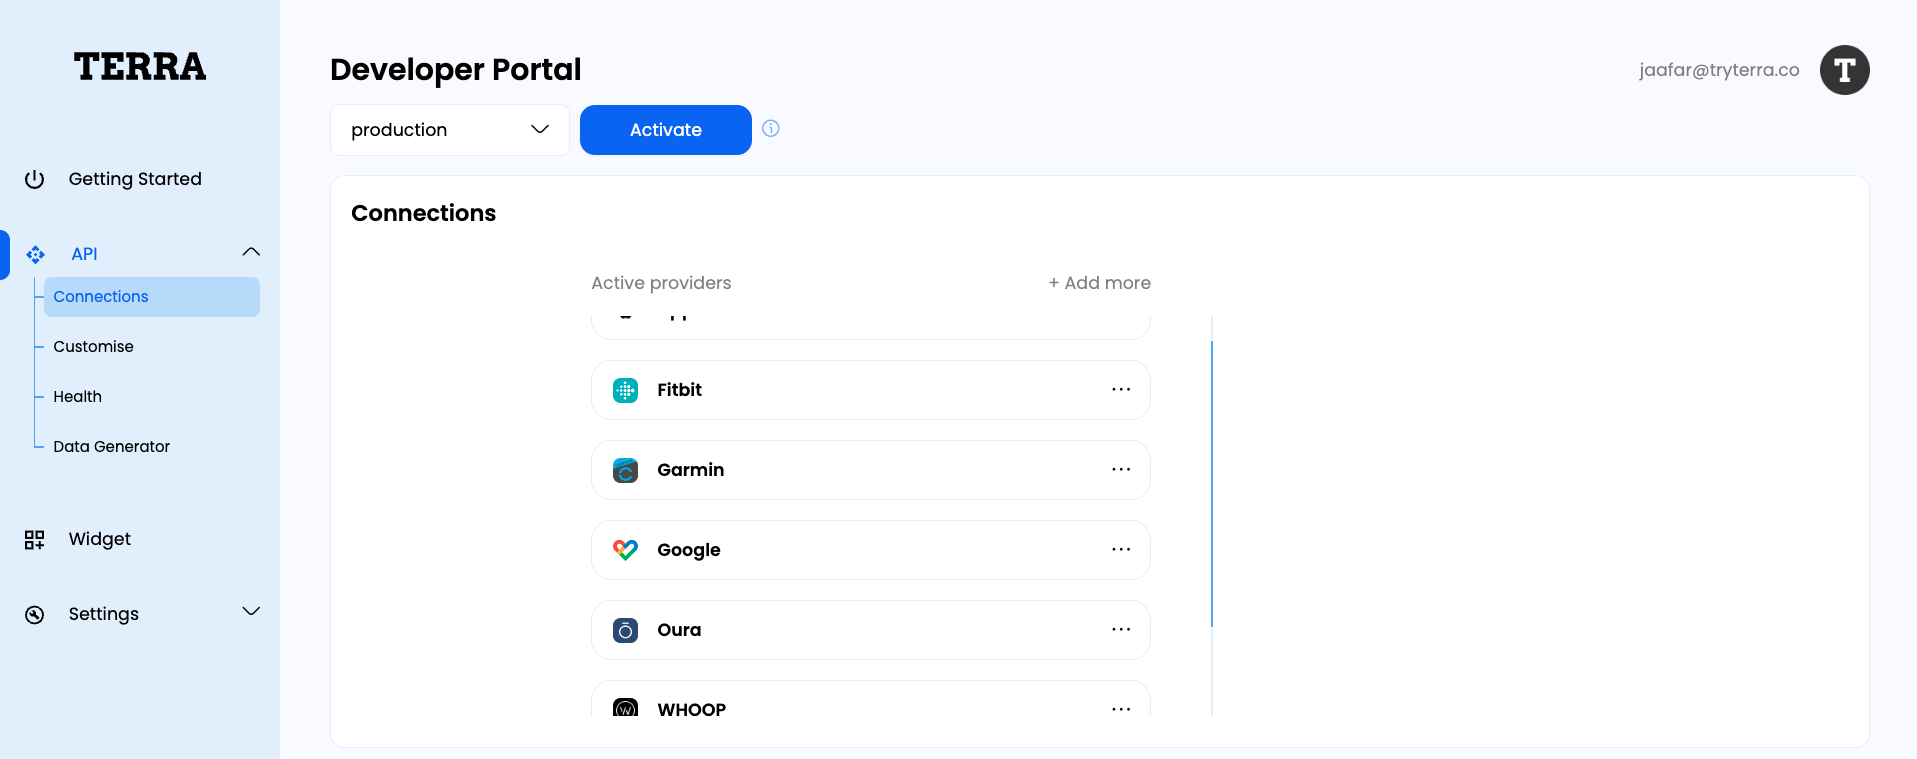 TERRA
Developer Portal
jaafar@tryterra.co
T
production
Activate
Getting Started
API
Connections
Customise
Health
Data Generator
Widget
Settings
Connections
Active providers
+ Add more
Fitbit
Garmin
Google
Oura
WHOOP